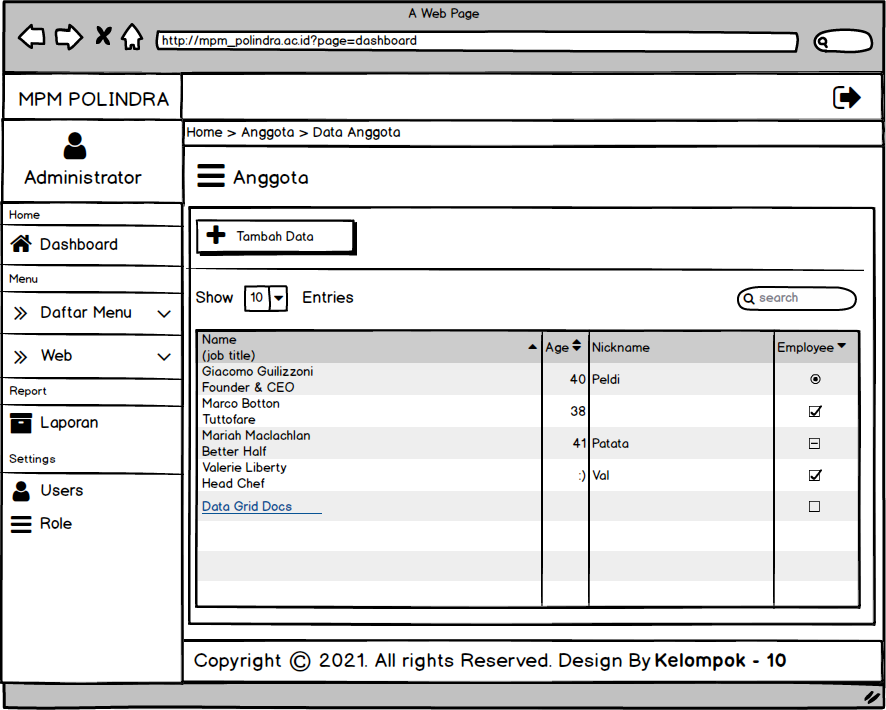 A Web Page
http://mpm_polindra.ac.id?page=dashboard
MPM POLINDRA
Home > Anggota > Data Anggota
Administrator
Anggota
Home
Dashboard
Menu
Daftar Menu
Web
Report
Laporan
Settings
Users
Role
Tambah Data
Show 10 Entries
search
Name
(job title)
Age
Nickname
Employee
Giacomo Guilizzoni
Founder & CEO
40
Peldi
Marco Botton
Tuttofare
38
Mariah Maclachlan
Better Half
41
Patata
Valerie Liberty
Head Chef
:)
Val
Data Grid Docs
Copyright © 2021. All rights Reserved. Design By Kelompok - 10